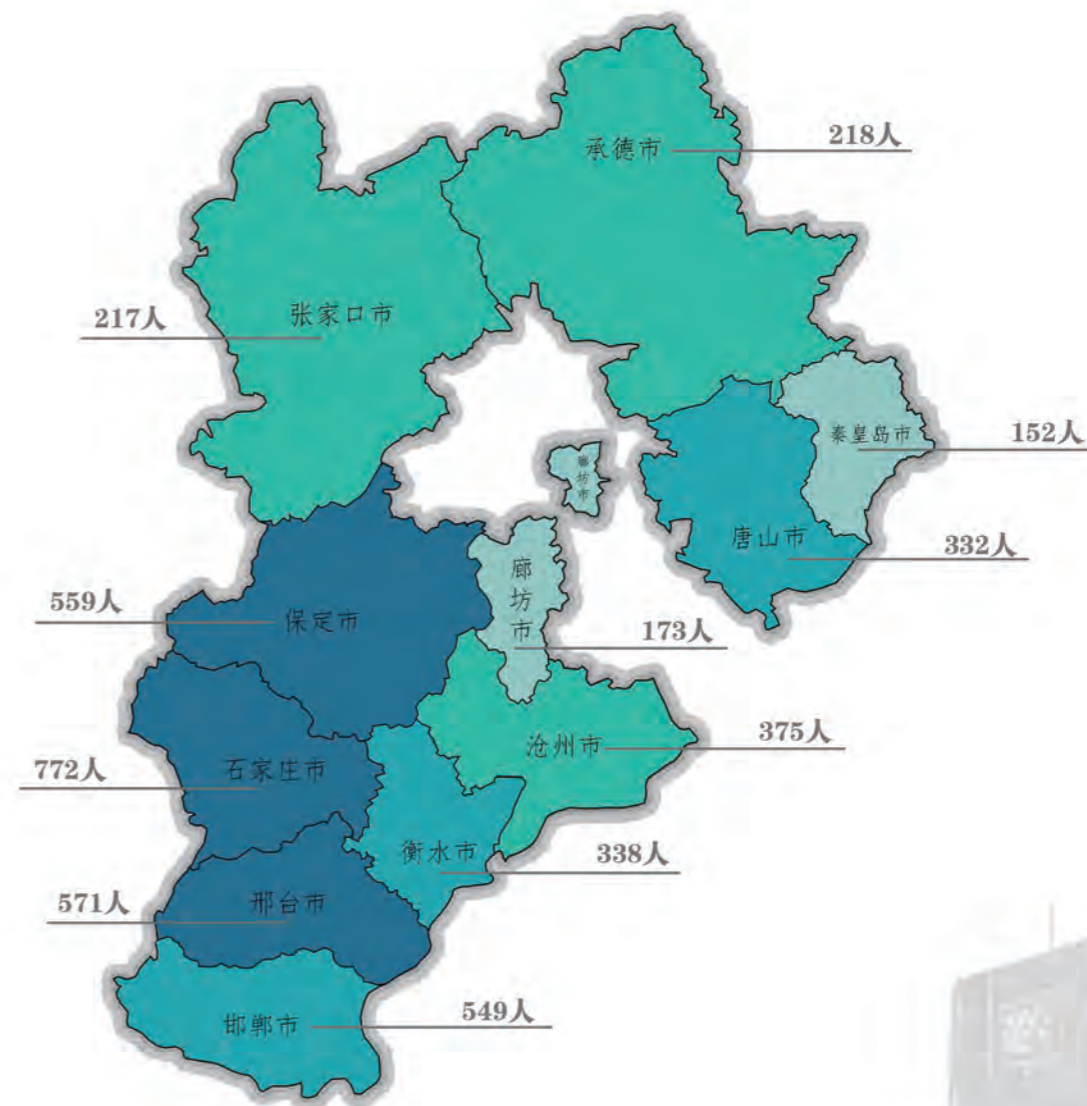 承德市
218人
张家口市
217人
秦皇岛市
152人
廊坊市
唐山市
332人
559人
保定市
廊坊市
173人
沧州市
375人
772人
石家庄市
衡水市
338人
571人
邢台市
邯郸市
549人